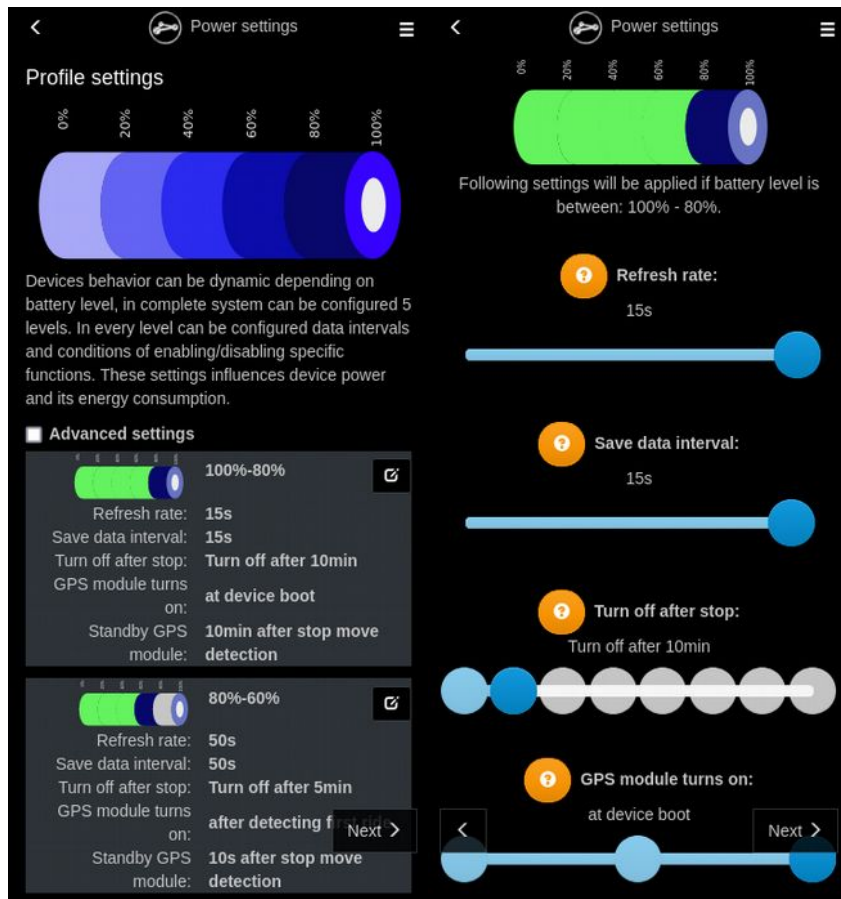 Power settings
Profile settings
0%
20%
40%
60%
80%
100%
Devices behavior can be dynamic depending on
battery level, in complete system can be configured 5
levels. In every level can be configured data intervals
and conditions of enabling/disabling specific
functions. These settings influences device power
and its energy consumption.
Advanced settings
100%-80%
Refresh rate: 15s
Save data interval: 15s
Turn off after stop: Turn off after 10min
GPS module turns
on: at device boot
Standby GPS
module: 10min after stop move
detection
80%-60%
Refresh rate: 50s
Save data interval: 50s
Turn off after stop: Turn off after 5min
GPS module turns
on: after detecting first ride
Standby GPS
module: 10s after stop move
detection
Next
Power settings
0%
20%
40%
60%
80%
100%
Following settings will be applied if battery level is
between: 100% - 80%.
Refresh rate:
15s
Save data interval:
15s
Turn off after stop:
Turn off after 10min
GPS module turns on:
at device boot
Next